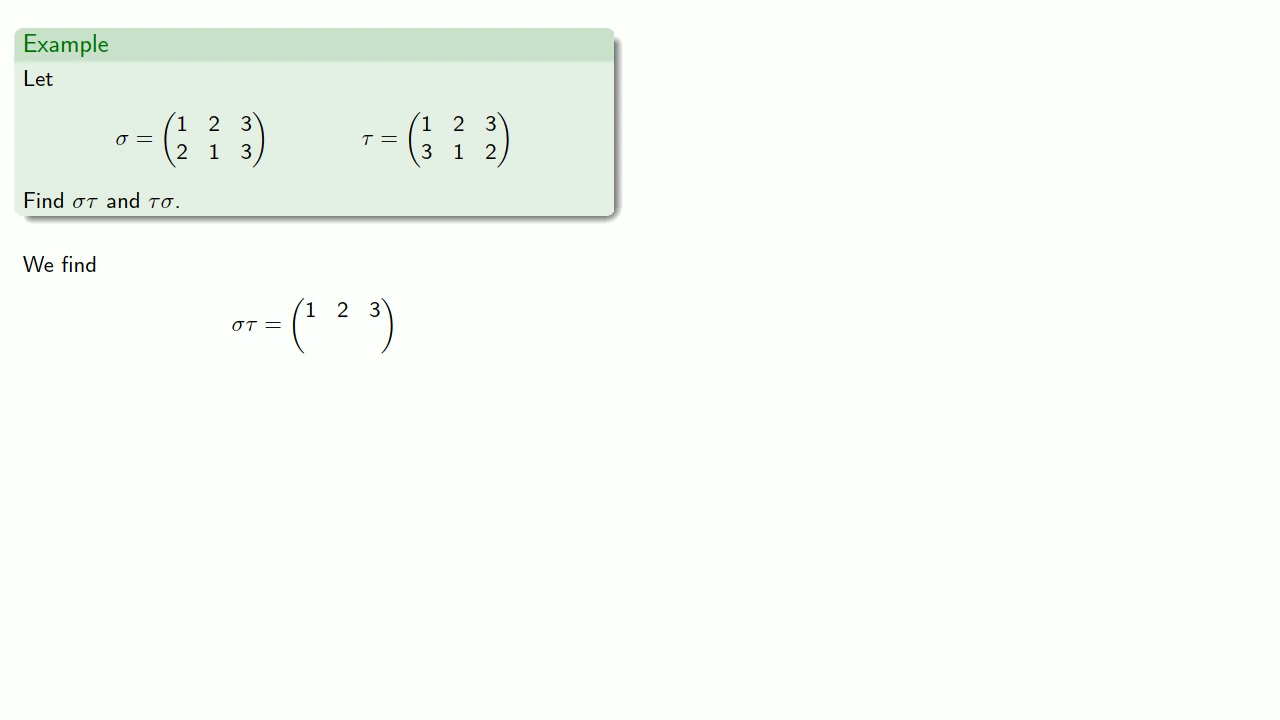 Example
Let
σ = (1 2 3
2 1 3) τ = (1 2 3
3 1 2)
Find στ and τσ.
We find
στ = (1 2 3)